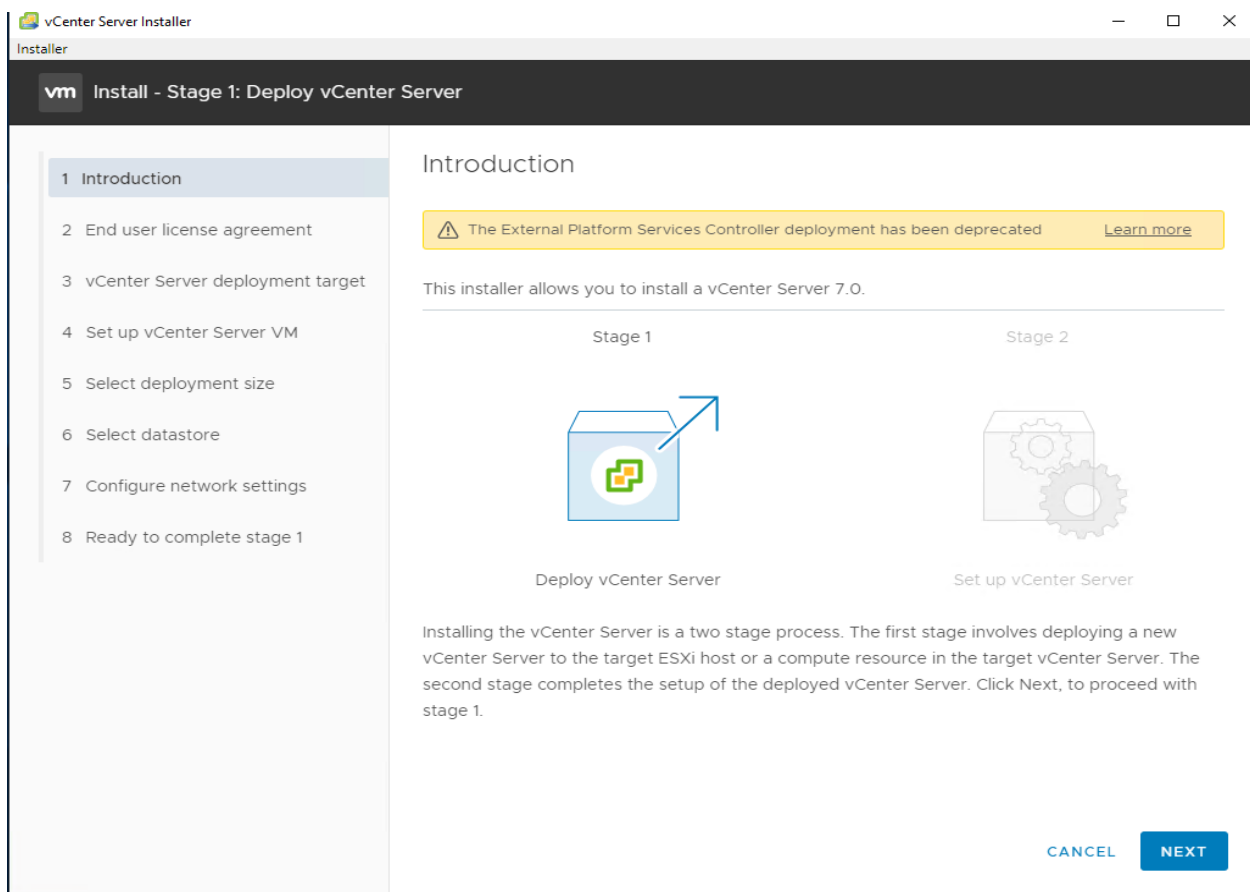 vCenter Server Installer
Installer
vm Install - Stage 1: Deploy vCenter Server
1 Introduction
2 End user license agreement
3 vCenter Server deployment target
4 Set up vCenter Server VM
5 Select deployment size
6 Select datastore
7 Configure network settings
8 Ready to complete stage 1
Introduction
The External Platform Services Controller deployment has been deprecated Learn more
This installer allows you to install a vCenter Server 7.0.
Stage 1 Stage 2
Deploy vCenter Server Set up vCenter Server
Installing the vCenter Server is a two stage process. The first stage involves deploying a new
vCenter Server to the target ESXi host or a compute resource in the target vCenter Server. The
second stage completes the setup of the deployed vCenter Server. Click Next, to proceed with
stage 1.
CANCEL NEXT